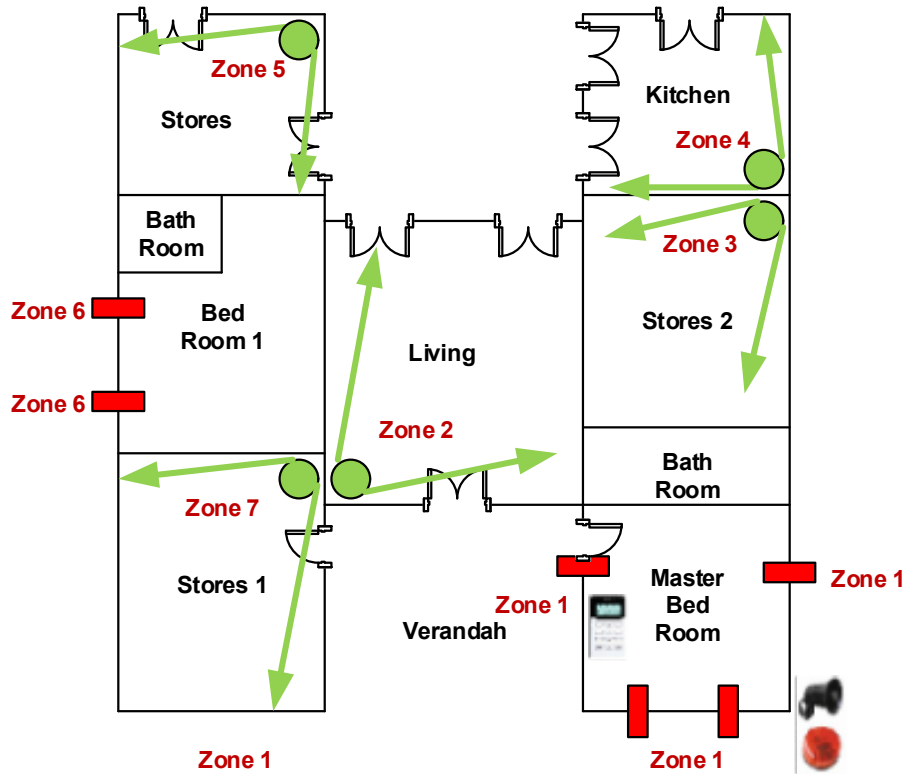 Zone 5
Stores
Kitchen
Zone 4
Bath
Room
Zone 3
Zone 6
Bed
Room 1
Stores 2
Living
Zone 6
Zone 2
Bath
Room
Zone 7
Stores 1
Master
Bed
Room
Zone 1
Zone 1
Verandah
Zone 1
Zone 1